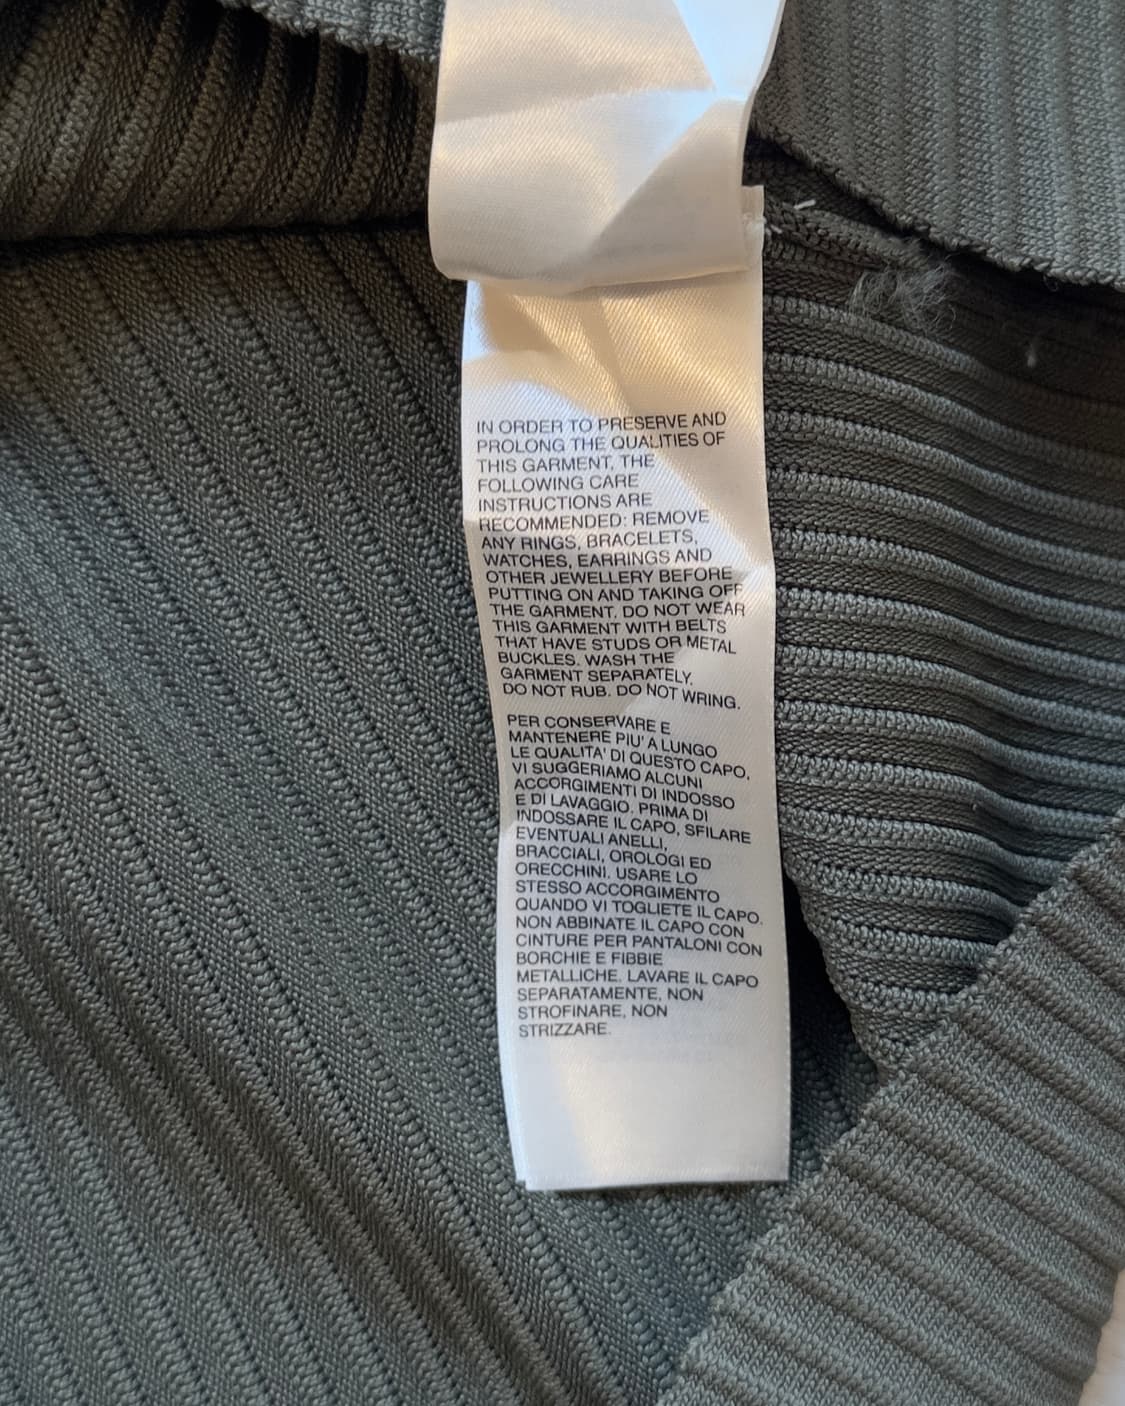 IN ORDER TO PRESERVE AND
PROLONG THE QUALITIES OF
THIS GARMENT, THE
FOLLOWING CARE
INSTRUCTIONS ARE
RECOMMENDED: REMOVE
ANY RINGS, BRACELETS,
WATCHES, EARRINGS AND
OTHER JEWELLERY BEFORE
PUTTING ON AND TAKING OFF
THE GARMENT. DO NOT WEAR
THIS GARMENT WITH BELTS
THAT HAVE STUDS OR METAL
BUCKLES. WASH THE
GARMENT SEPARATELY.
DO NOT RUB. DO NOT WRING.
PER CONSERVARE E
MANTENERE PIU' A LUNGO
LE QUALITA' DI QUESTO CAPO,
VI SUGGERIAMO ALCUNI
ACCORGIMENTI DI INDOSSO
E DI LAVAGGIO. PRIMA DI
INDOSSARE IL CAPO, SFILARE
EVENTUALI ANELLI,
BRACCIALI, OROLOGI ED
ORECCHINI. USARE LO
STESSO ACCORGIMENTO
QUANDO VI TOGLIETE IL CAPO.
NON ABBINATE IL CAPO CON
CINTURE PER PANTALONI CON
BORCHIE E FIBBIE
METALLICHE. LAVARE IL CAPO
SEPARATAMENTE, NON
STROFINARE, NON
STRIZZARE.